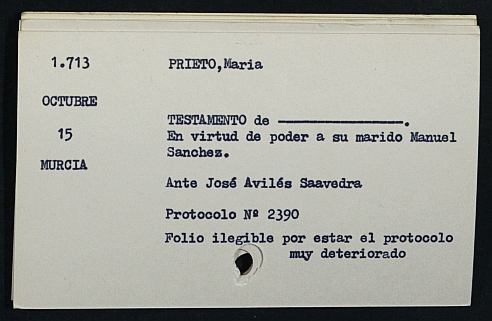 1.713 PRIETO,Maria
OCTUBRE
TESTAMENTO de ——————————.
15 En virtud de poder a su marido Manuel
Sanchez.
MURCIA
Ante José Avilés Saavedra
Protocolo Nº 2390
Folio ilegible por estar el protocolo
muy deteriorado